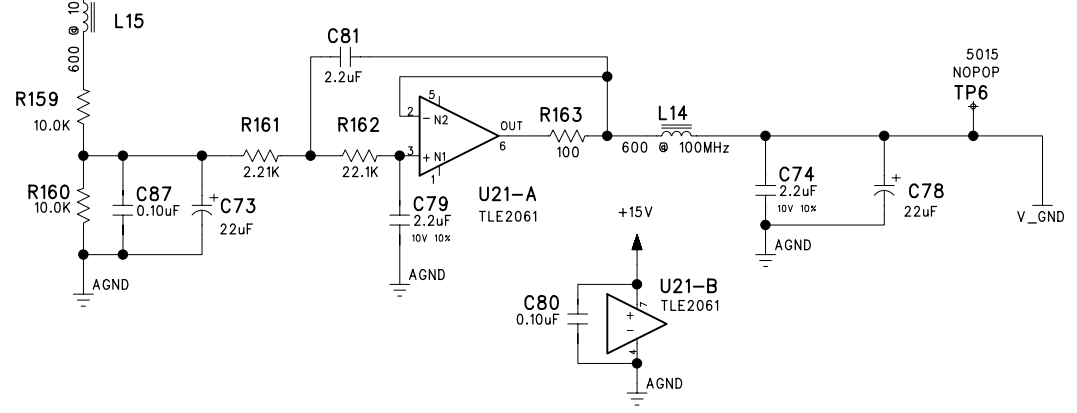 600 @ 10
L15
R159
10.0K
R160
10.0K
C87
0.10uF
+
C73
22uF
AGND
R161
2.21K
C81
2.2uF
R162
22.1K
5
2
- N2
3
+ N1
1
OUT
6
U21-A
TLE2061
C79
2.2uF
10V 10%
AGND
R163
100
L14
600 @ 100MHz
5015
NOPOP
TP6
C74
2.2uF
10V 10%
AGND
+
C78
22uF
V_GND
+15V
C80
0.10uF
7
+
-
4
U21-B
TLE2061
AGND